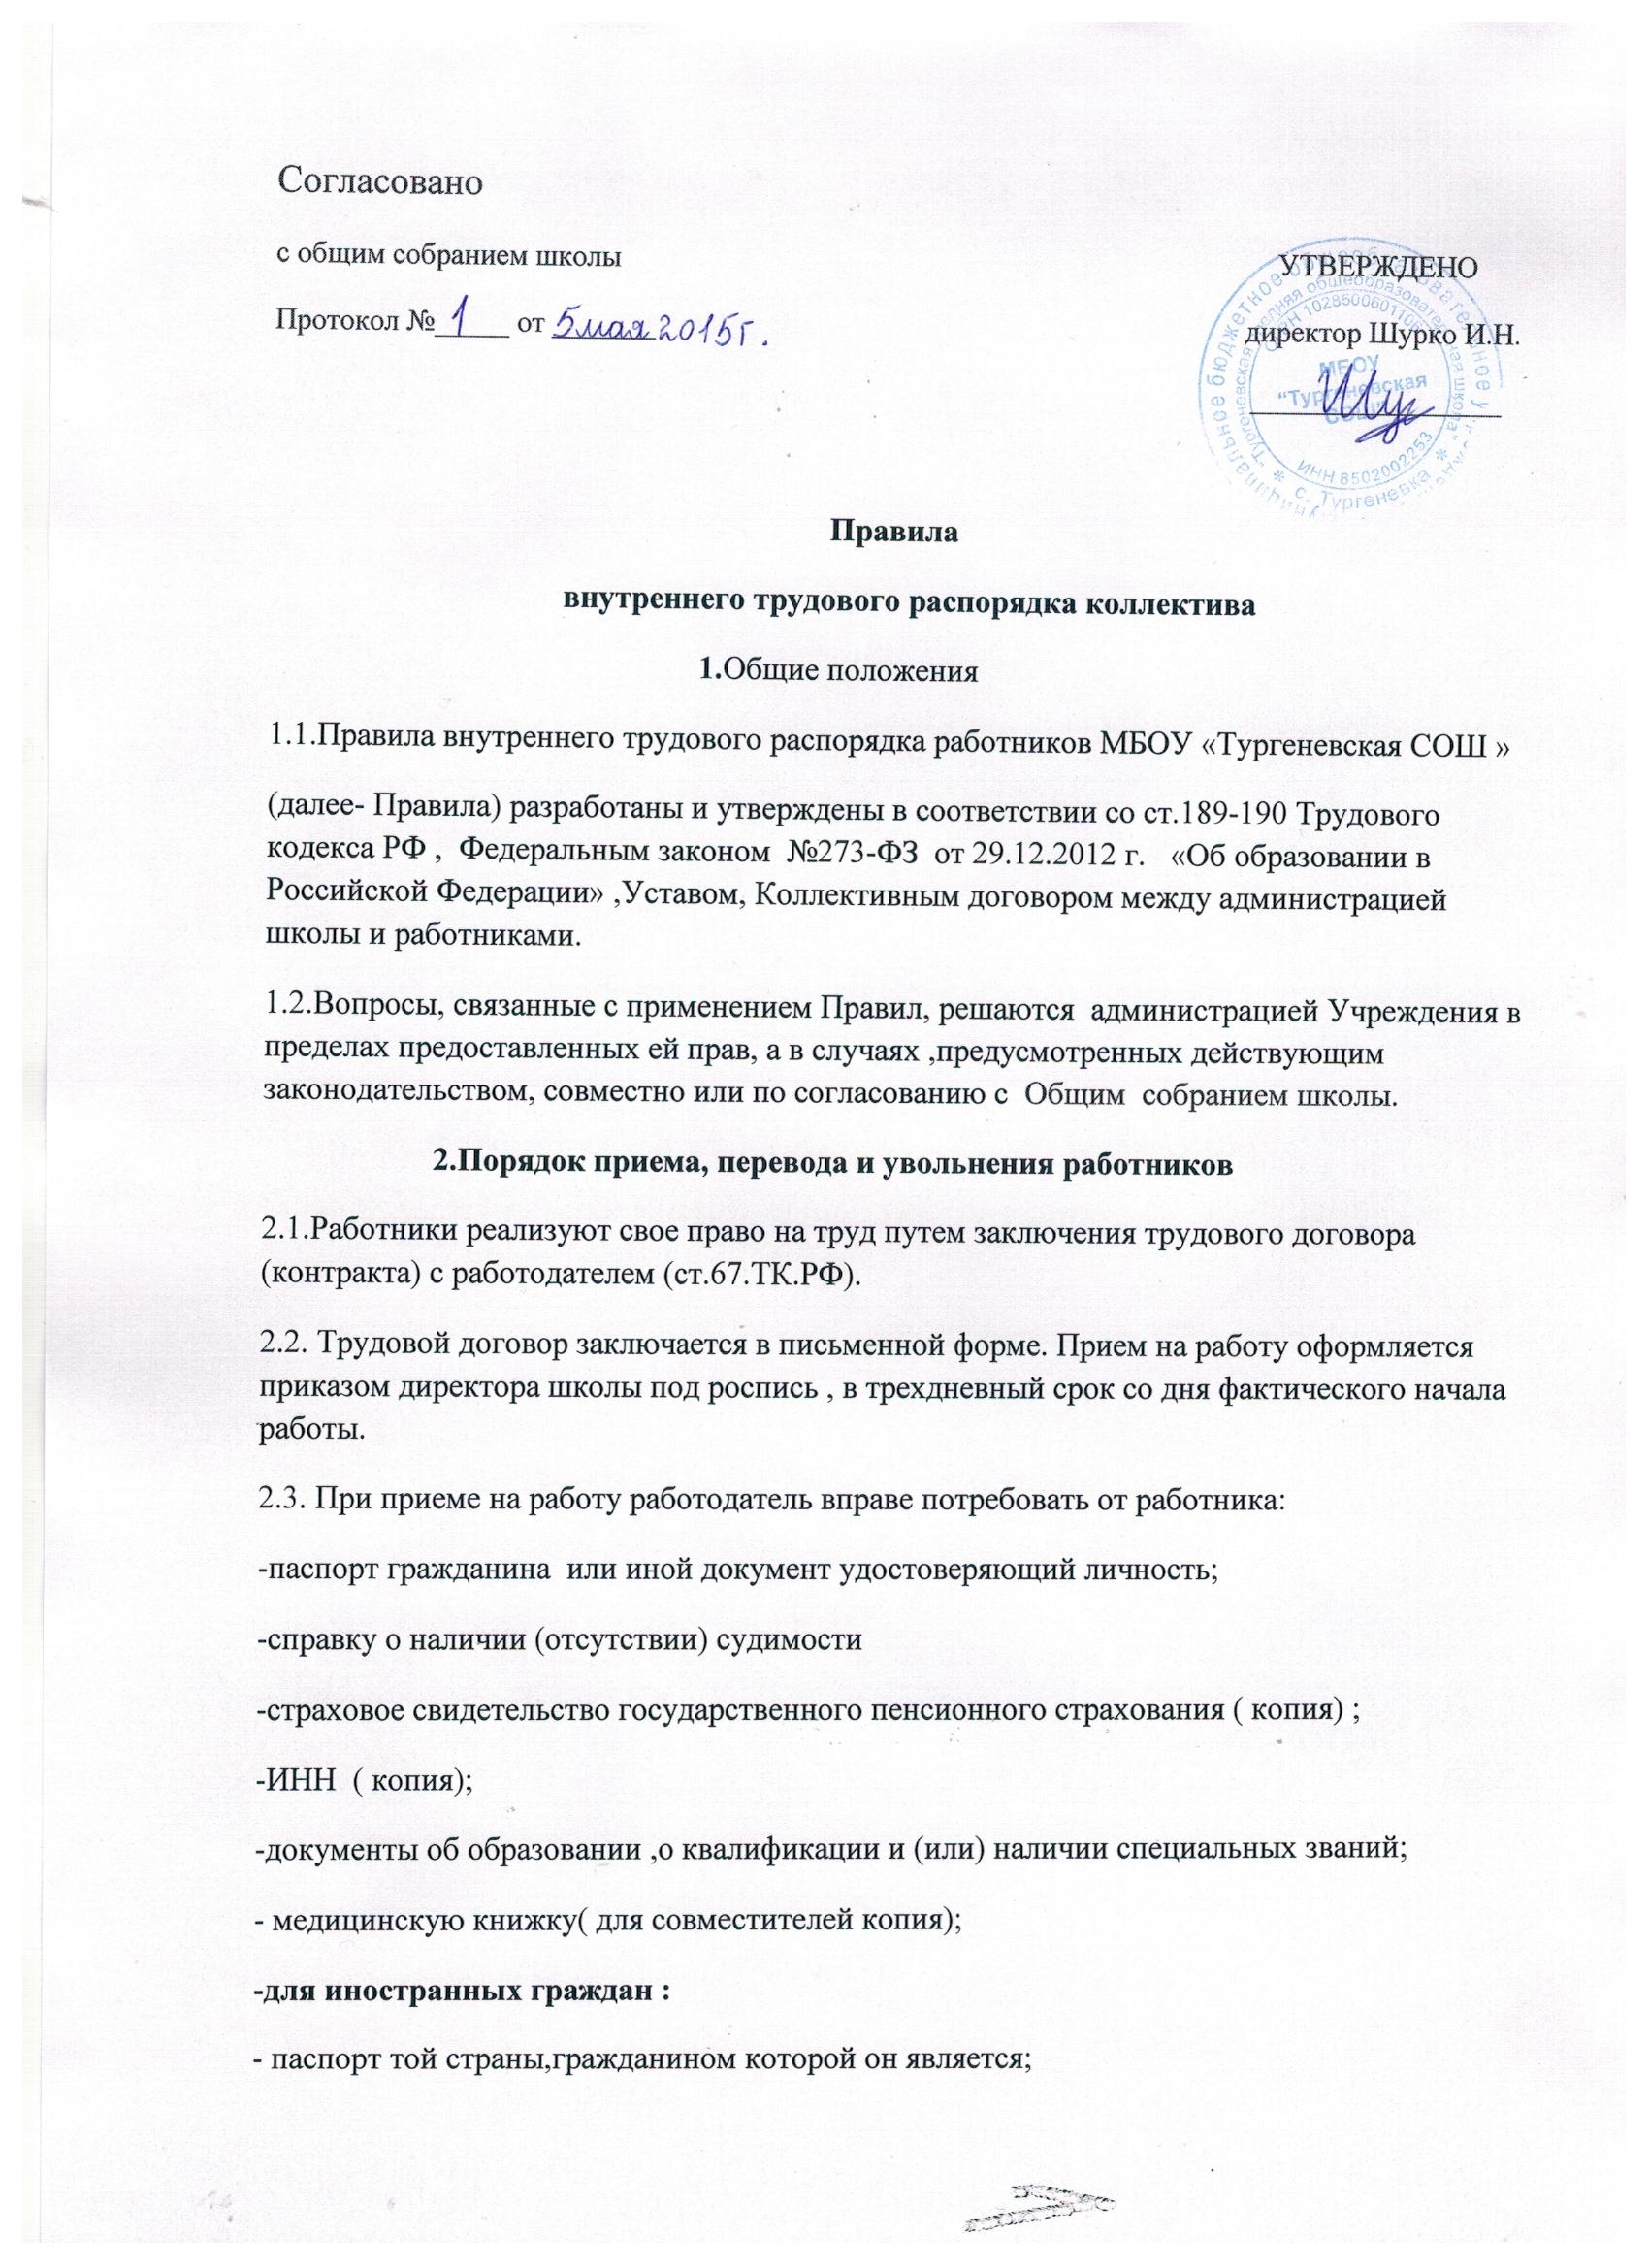 Согласовано
с общим собранием школы
Протокол № 1 от 5 мая 2015 г.
УТВЕРЖДЕНО
директор Шурко И.Н.
МБОУ
"Тургеневская
СОШ"
ИНН 8502002253
с. Тургеневка
Правила
внутреннего трудового распорядка коллектива
1.Общие положения
1.1.Правила внутреннего трудового распорядка работников МБОУ «Тургеневская СОШ »
(далее- Правила) разработаны и утверждены в соответствии со ст.189-190 Трудового
кодекса РФ , Федеральным законом №273-ФЗ от 29.12.2012 г. «Об образовании в
Российской Федерации» ,Уставом, Коллективным договором между администрацией
школы и работниками.
1.2.Вопросы, связанные с применением Правил, решаются администрацией Учреждения в
пределах предоставленных ей прав, а в случаях ,предусмотренных действующим
законодательством, совместно или по согласованию с Общим собранием школы.
2.Порядок приема, перевода и увольнения работников
2.1.Работники реализуют свое право на труд путем заключения трудового договора
(контракта) с работодателем (ст.67.ТК.РФ).
2.2. Трудовой договор заключается в письменной форме. Прием на работу оформляется
приказом директора школы под роспись , в трехдневный срок со дня фактического начала
работы.
2.3. При приеме на работу работодатель вправе потребовать от работника:
-паспорт гражданина или иной документ удостоверяющий личность;
-справку о наличии (отсутствии) судимости
-страховое свидетельство государственного пенсионного страхования ( копия) ;
-ИНН ( копия);
-документы об образовании ,о квалификации и (или) наличии специальных званий;
- медицинскую книжку( для совместителей копия);
-для иностранных граждан :
- паспорт той страны,гражданином которой он является;